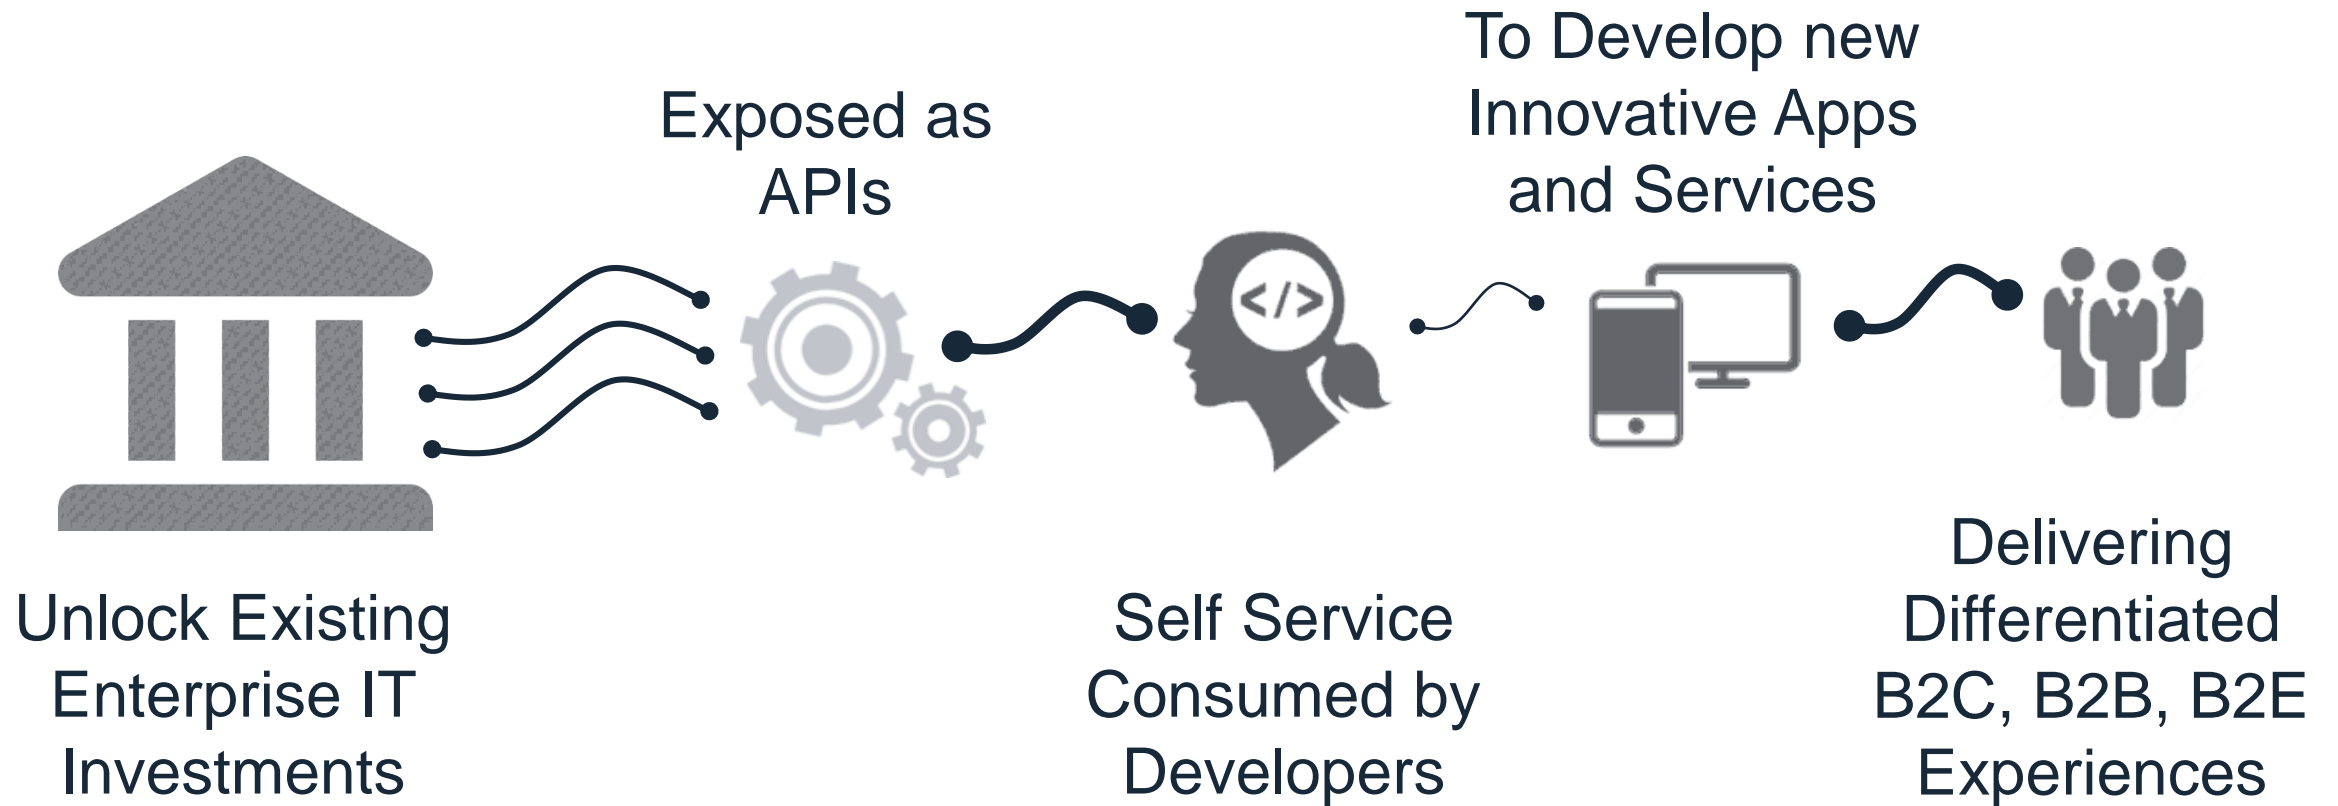 Unlock Existing
Enterprise IT
Investments
Exposed as
APIs
</>
Self Service
Consumed by
Developers
To Develop new
Innovative Apps
and Services
Delivering
Differentiated
B2C, B2B, B2E
Experiences